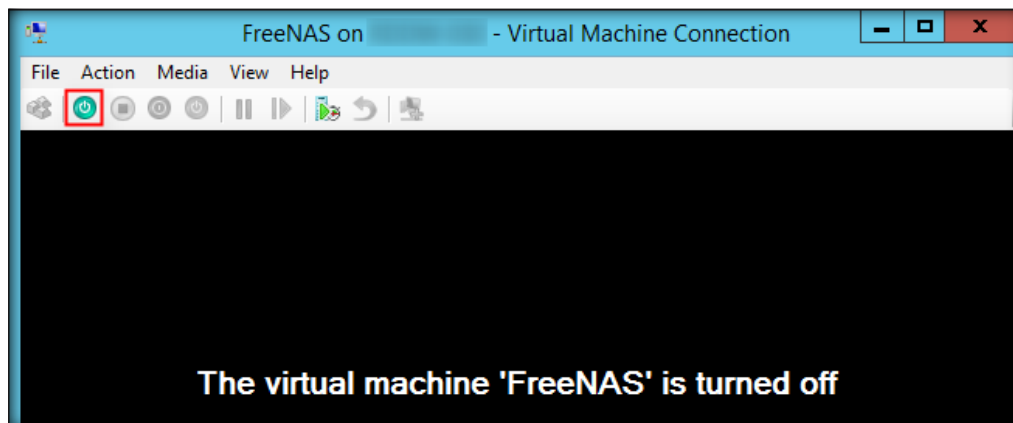 FreeNAS on - Virtual Machine Connection
File Action Media View Help
The virtual machine 'FreeNAS' is turned off